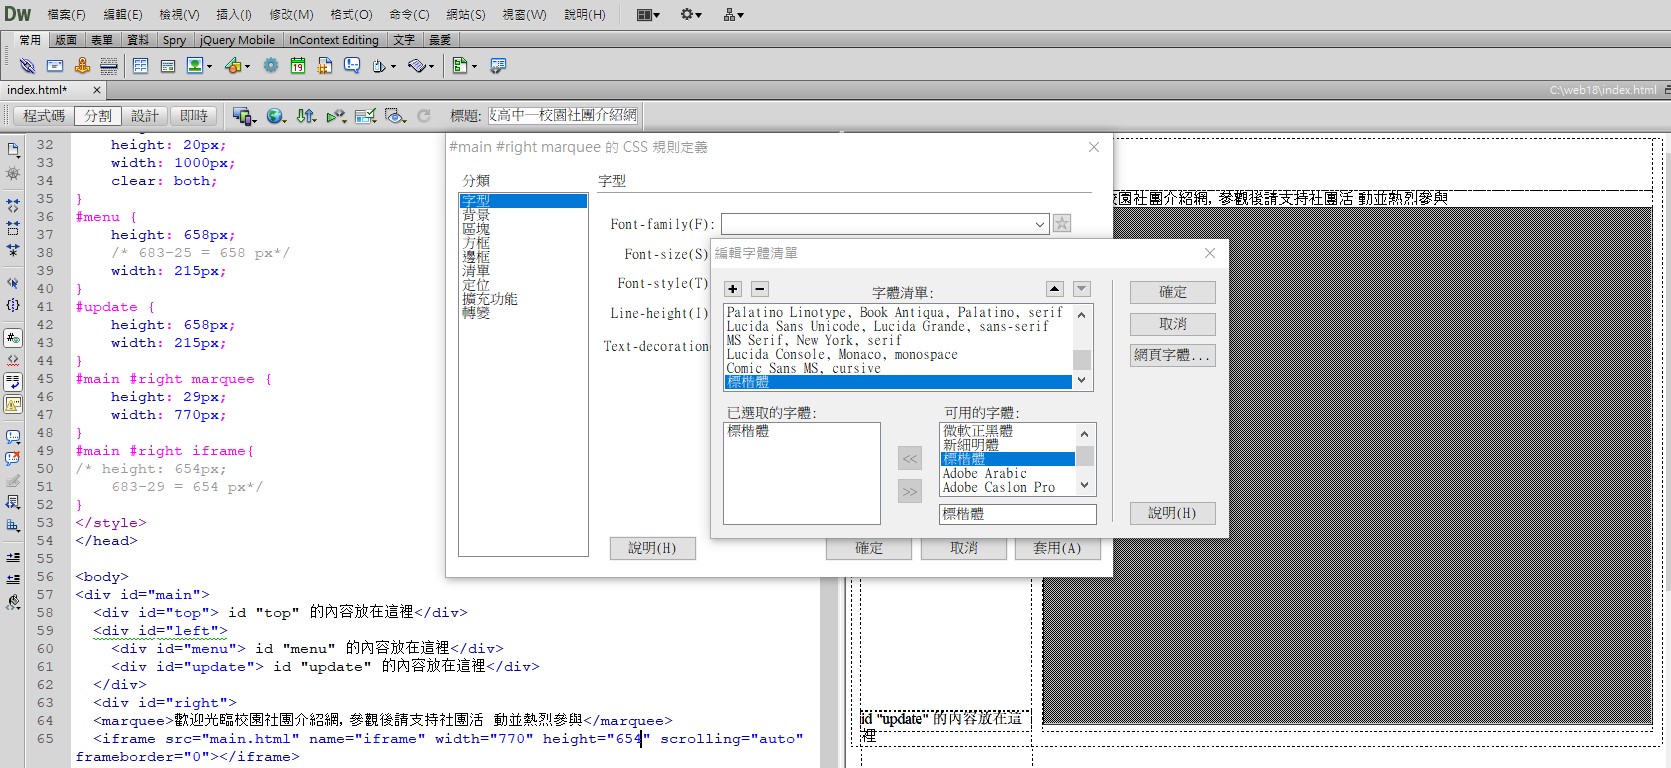 Dw 檔案(F) 編輯(E) 檢視(V) 插入(I) 修改(M) 格式(O) 命令(C) 網站(S) 視窗(W) 說明(H)
常用 版面 表單 資料 Spry jQuery Mobile InContext Editing 文字 最愛
19
index.html* C:\web18\index.html
程式碼 分割 設計 即時 標題: 高中—校園社團介紹網
32 height: 20px;
33 width: 1000px;
34 clear: both;
35 }
36 #menu {
37 height: 658px;
38 /* 683-25 = 658 px*/
39 width: 215px;
40 }
41 #update {
42 height: 658px;
43 width: 215px;
44 }
45 #main #right marquee {
46 height: 29px;
47 width: 770px;
48 }
49 #main #right iframe{
50 /* height: 654px;
51 683-29 = 654 px*/
52 }
53 </style>
54 </head>
55
56 <body>
57 <div id="main">
58 <div id="top"> id "top" 的內容放在這裡</div>
59 <div id="left">
60 <div id="menu"> id "menu" 的內容放在這裡</div>
61 <div id="update"> id "update" 的內容放在這裡</div>
62 </div>
63 <div id="right">
64 <marquee>歡迎光臨校園社團介紹網, 參觀後請支持社團活 動並熱烈參與</marquee>
65 <iframe src="main.html" name="iframe" width="770" height="654" scrolling="auto"
frameborder="0"></iframe>
#main #right marquee 的 CSS 規則定義
分類
字型
背景
區塊
方框
邊框
清單
定位
擴充功能
轉變
字型
Font-family(F):
Font-size(S)
Font-style(T)
Line-height(I)
Text-decoration
說明(H) 確定 取消 套用(A)
編輯字體清單
字體清單:
Palatino Linotype, Book Antiqua, Palatino, serif
Lucida Sans Unicode, Lucida Grande, sans-serif
MS Serif, New York, serif
Lucida Console, Monaco, monospace
Comic Sans MS, cursive
標楷體
已選取的字體:
標楷體
<<
>>
可用的字體:
微軟正黑體
新細明體
標楷體
Adobe Arabic
Adobe Caslon Pro
標楷體
確定
取消
網頁字體...
說明(H)
園社團介紹網, 參觀後請支持社團活 動並熱烈參與
id "update" 的內容放在這
裡